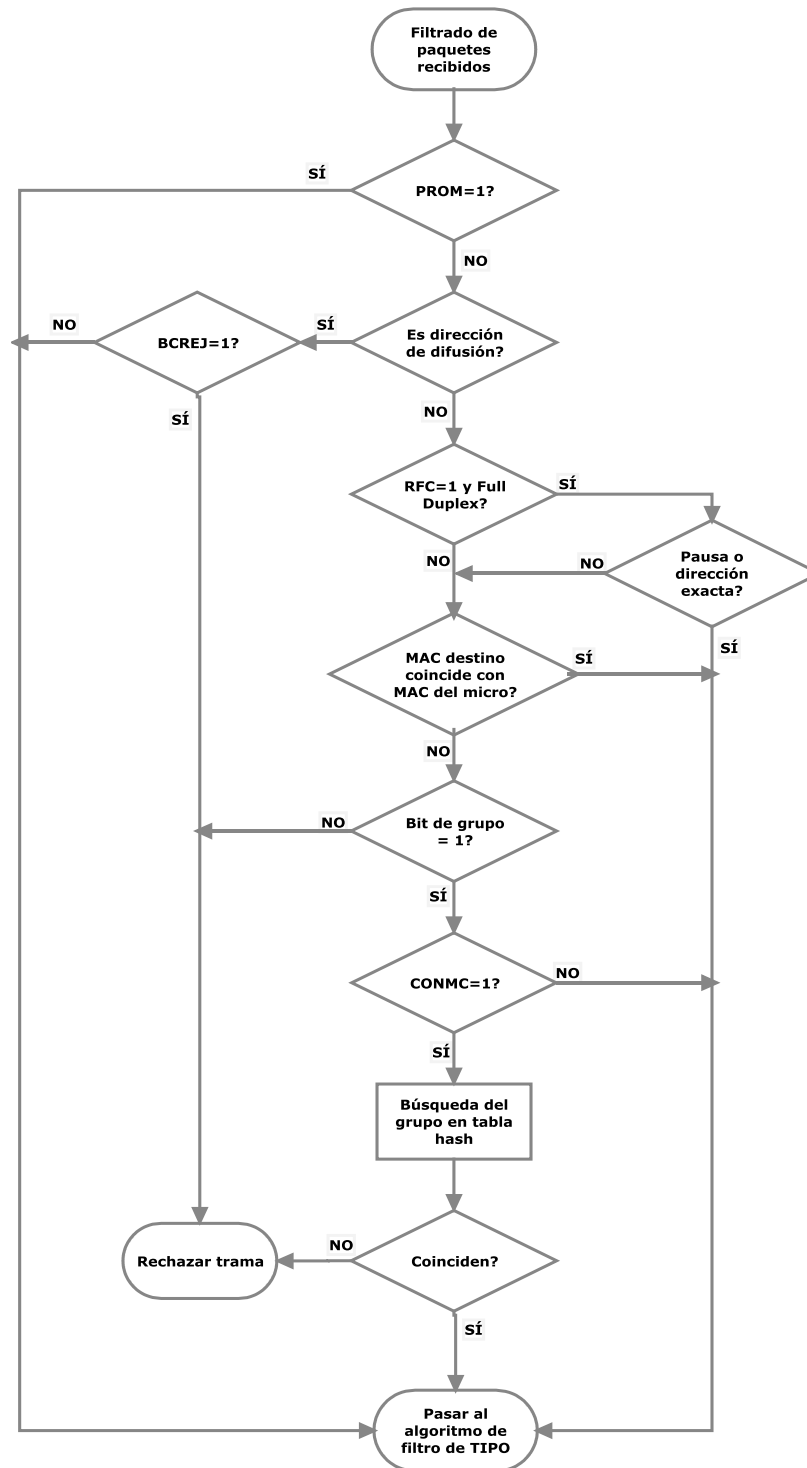 Filtrado de
paquetes
recibidos
SÍ
PROM=1?
NO
NO
BCREJ=1?
SÍ
Es dirección
de difusión?
SÍ
NO
RFC=1 y Full
Duplex?
SÍ
NO
NO
Pausa o
dirección
exacta?
SÍ
MAC destino
coincide con
MAC del micro?
SÍ
NO
NO
Bit de grupo
= 1?
SÍ
CONMC=1?
NO
SÍ
Búsqueda del
grupo en tabla
hash
Rechazar trama
NO
Coinciden?
SÍ
Pasar al
algoritmo de
filtro de TIPO